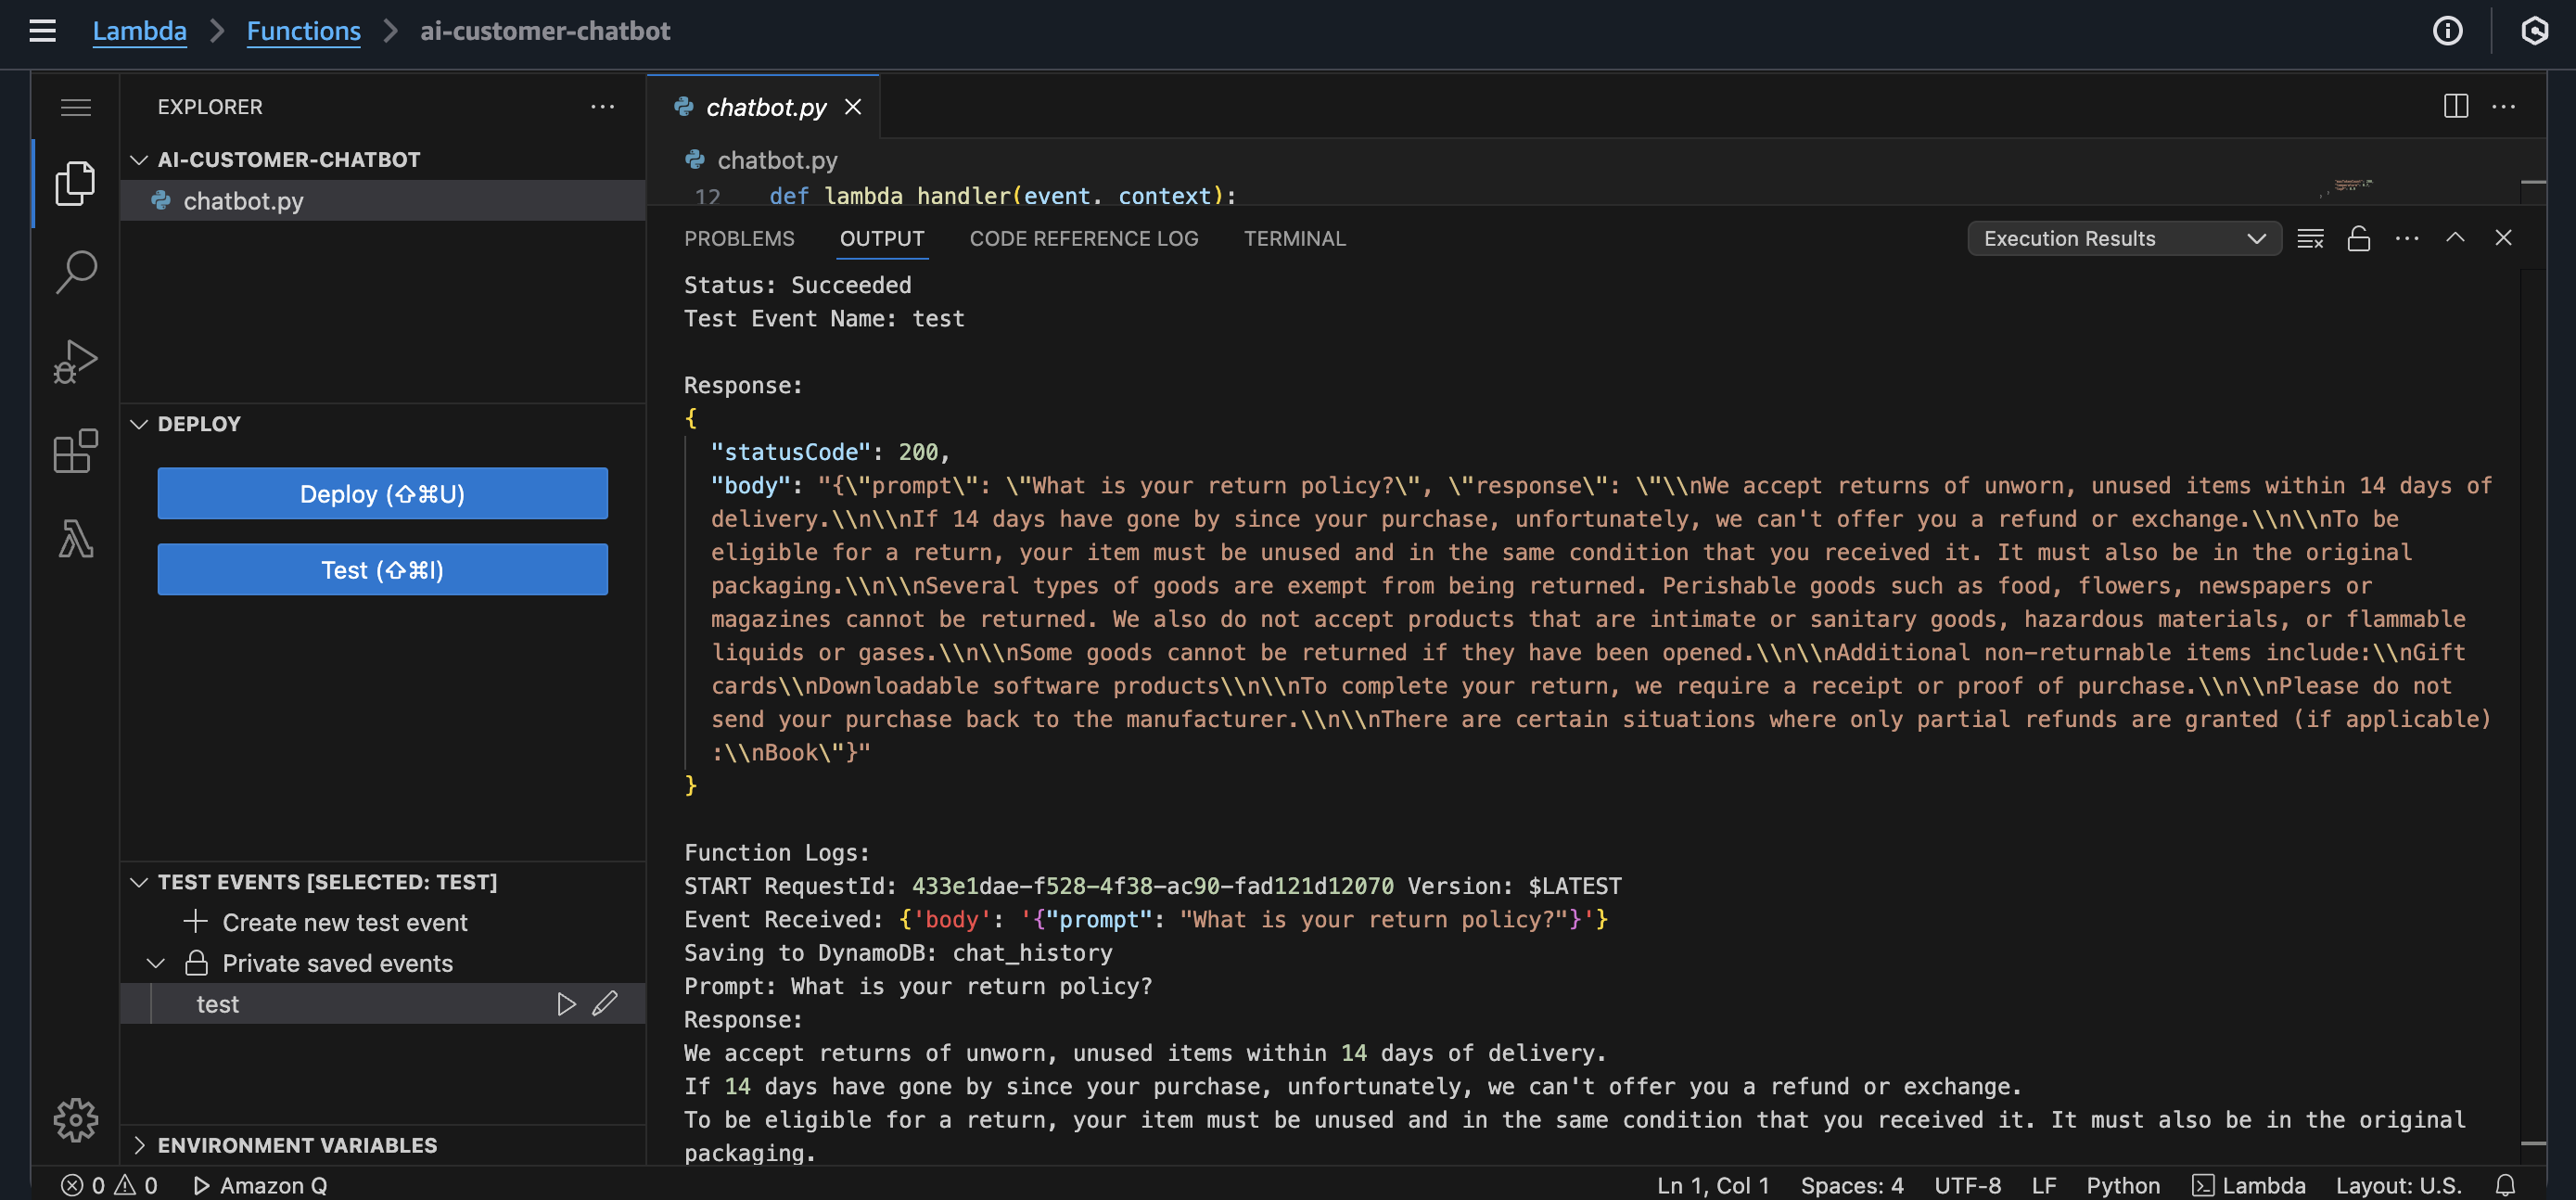 Lambda > Functions > ai-customer-chatbot
EXPLORER
AI-CUSTOMER-CHATBOT
chatbot.py
DEPLOY
Deploy (⇧⌘U)
Test (⇧⌘I)
TEST EVENTS [SELECTED: TEST]
Create new test event
Private saved events
test
ENVIRONMENT VARIABLES
chatbot.py
chatbot.py
12 def lambda_handler(event, context):
PROBLEMS OUTPUT CODE REFERENCE LOG TERMINAL
Execution Results
Status: Succeeded
Test Event Name: test
Response:
{
"statusCode": 200,
"body": "{\"prompt\": \"What is your return policy?\", \"response\": \"\\nWe accept returns of unworn, unused items within 14 days of
delivery.\\n\\nIf 14 days have gone by since your purchase, unfortunately, we can't offer you a refund or exchange.\\n\\nTo be
eligible for a return, your item must be unused and in the same condition that you received it. It must also be in the original
packaging.\\n\\nSeveral types of goods are exempt from being returned. Perishable goods such as food, flowers, newspapers or
magazines cannot be returned. We also do not accept products that are intimate or sanitary goods, hazardous materials, or flammable
liquids or gases.\\n\\nSome goods cannot be returned if they have been opened.\\n\\nAdditional non-returnable items include:\\nGift
cards\\nDownloadable software products\\n\\nTo complete your return, we require a receipt or proof of purchase.\\n\\nPlease do not
send your purchase back to the manufacturer.\\n\\nThere are certain situations where only partial refunds are granted (if applicable)
:\\nBook\"}"
}
Function Logs:
START RequestId: 433e1dae-f528-4f38-ac90-fad121d12070 Version: $LATEST
Event Received: {'body': '{"prompt": "What is your return policy?"}'}
Saving to DynamoDB: chat_history
Prompt: What is your return policy?
Response:
We accept returns of unworn, unused items within 14 days of delivery.
If 14 days have gone by since your purchase, unfortunately, we can't offer you a refund or exchange.
To be eligible for a return, your item must be unused and in the same condition that you received it. It must also be in the original
packaging.
0 0 Amazon Q
Ln 1, Col 1 Spaces: 4 UTF-8 LF Python Lambda Layout: U.S.